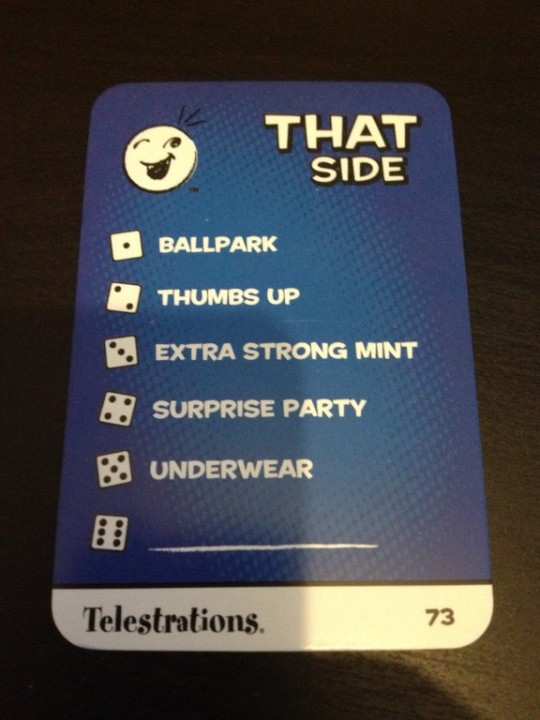 THAT
SIDE
BALLPARK
THUMBS UP
EXTRA STRONG MINT
SURPRISE PARTY
UNDERWEAR
Telestrations. 73